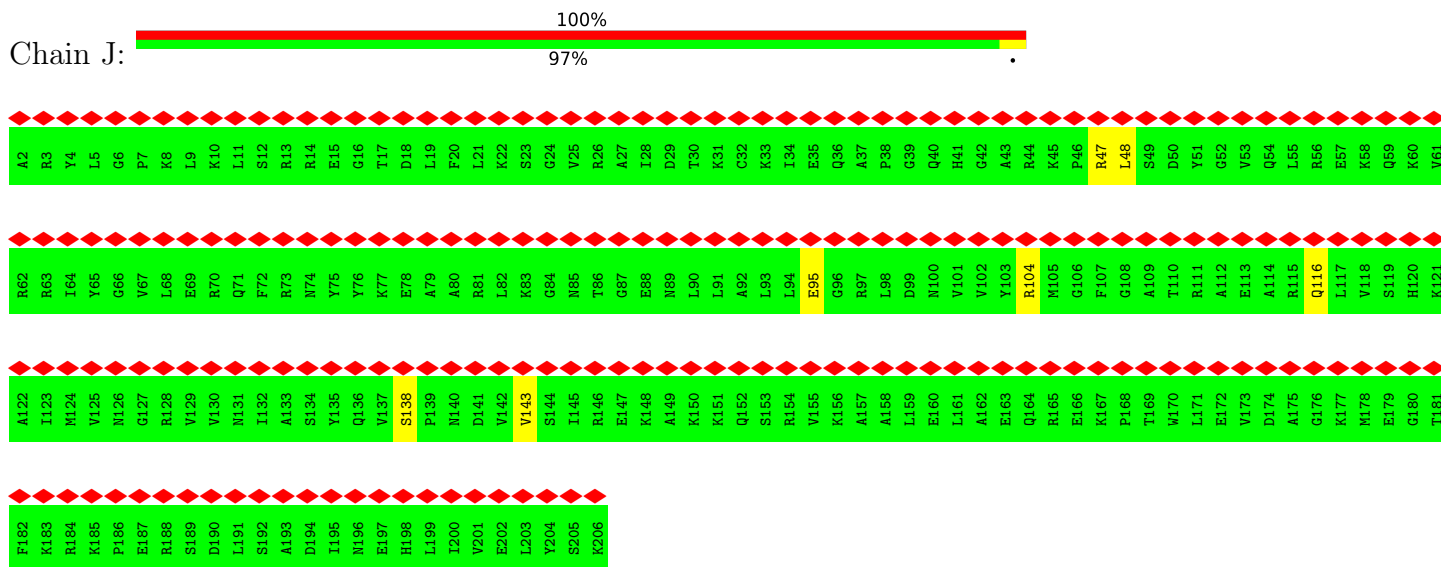 100%
Chain J:
97%
.
A2 R3 Y4 L5 G6 P7 K8 L9 K10 L11 S12 R13 R14 E15 G16 T17 D18 L19 F20 L21 K22 S23 G24 V25 R26 A27 I28 D29 T30 K31 C32 K33 I34 E35 Q36 A37 P38 G39 Q40 H41 G42 A43 R44 K45 P46 R47 L48 S49 D50 Y51 G52 V53 Q54 L55 R56 E57 K58 Q59 K60 V61
R62 R63 I64 Y65 G66 V67 L68 E69 R70 Q71 F72 R73 N74 Y75 Y76 K77 E78 A79 A80 R81 L82 K83 G84 N85 T86 G87 E88 N89 L90 L91 A92 L93 L94 E95 G96 R97 L98 D99 N100 V101 V102 Y103 R104 M105 G106 F107 G108 A109 T110 R111 A112 E113 A114 R115 Q116 L117 V118 S119 H120 K121
A122 I123 M124 V125 N126 G127 R128 V129 V130 N131 I132 A133 S134 Y135 Q136 V137 S138 P139 N140 D141 V142 V143 S144 I145 R146 E147 K148 A149 K150 K151 Q152 S153 R154 V155 K156 A157 A158 L159 E160 L161 A162 E163 Q164 R165 E166 K167 P168 T169 W170 L171 E172 V173 D174 A175 G176 K177 M178 E179 G180 T181
F182 K183 R184 K185 P186 E187 R188 S189 D190 L191 S192 A193 D194 I195 N196 E197 H198 L199 I200 V201 E202 L203 Y204 S205 K206